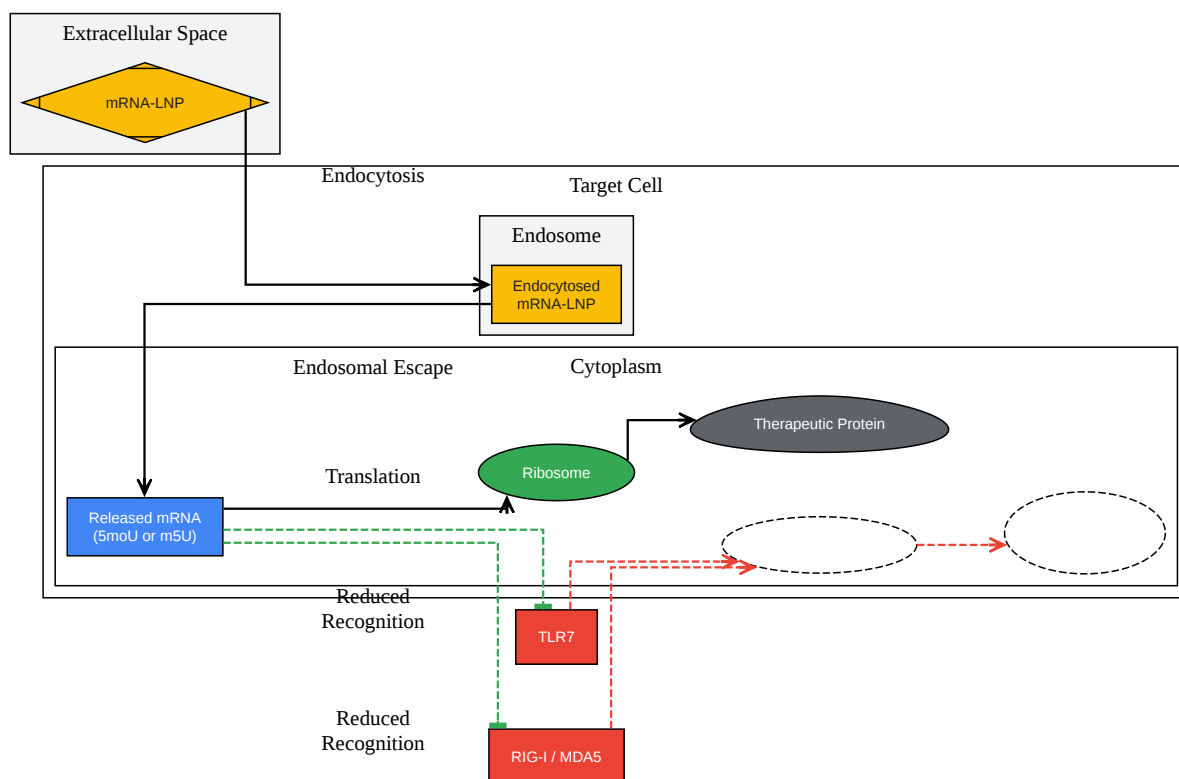 Extracellular Space
mRNA-LNP
Endocytosis
Target Cell
Endosome
Endocytosed
mRNA-LNP
Endosomal Escape
Cytoplasm
Therapeutic Protein
Ribosome
Translation
Released mRNA
(5moU or m5U)
Reduced
Recognition
TLR7
Reduced
Recognition
RIG-I / MDA5